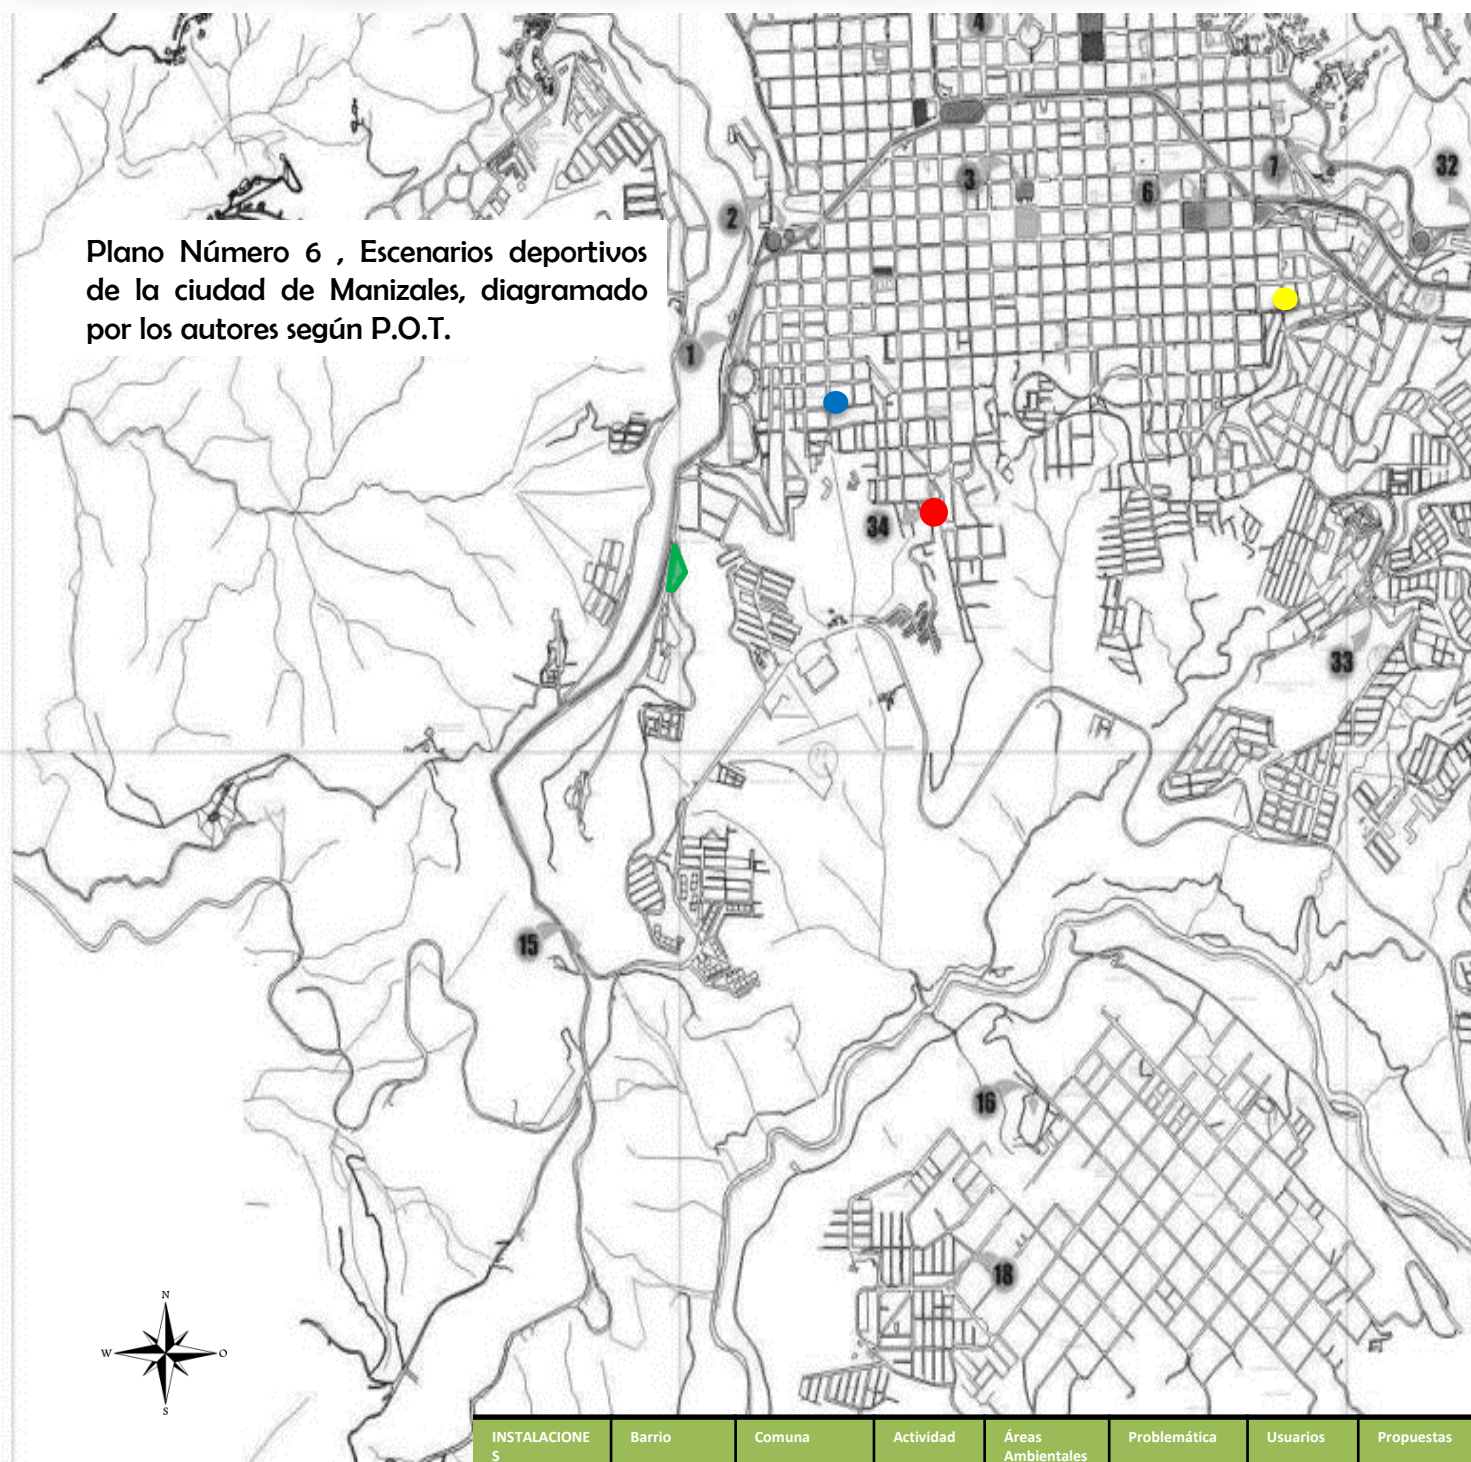 4
3
7
32
6
2
Plano Número 6 , Escenarios deportivos
de la ciudad de Manizales, diagramado
por los autores según P.O.T.
1
34
33
15
16
18
N
W
O
S
INSTALACIONE
S
Barrio
Comuna
Actividad
Áreas
Ambientales
Problemática
Usuarios
Propuestas